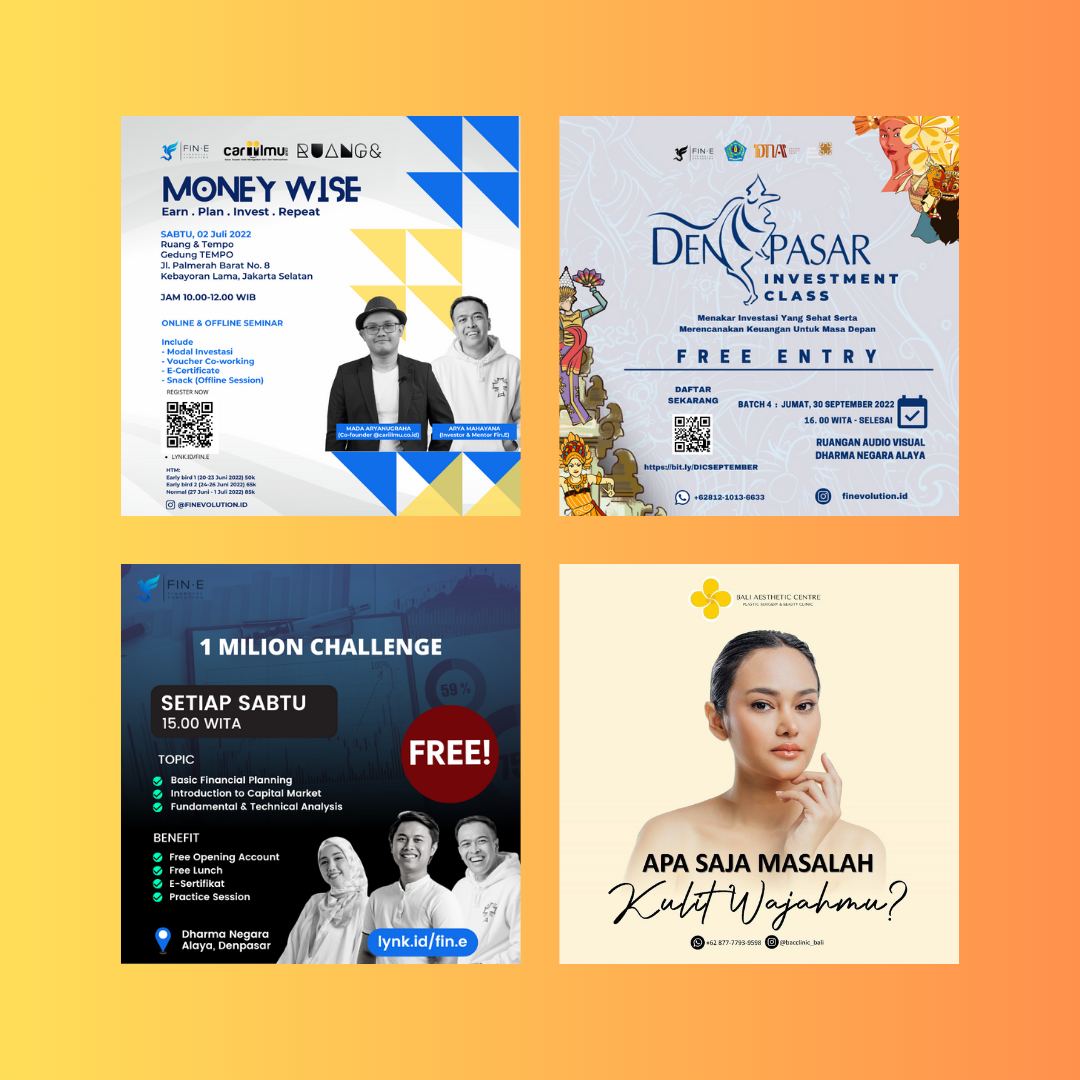 FIN·E
cariilmu
RUANG&
MONEY WISE
Earn . Plan . Invest . Repeat
SABTU, 02 Juli 2022
Ruang & Tempo
Gedung TEMPO
Jl. Palmerah Barat No. 8
Kebayoran Lama, Jakarta Selatan
JAM 10.00-12.00 WIB
ONLINE & OFFLINE SEMINAR
Include
- Modal Investasi
- Voucher Co-working
- E-Certificate
- Snack (Offline Session)
REGISTER NOW
• LYNK.ID/FIN.E
HTM:
Early bird 1 (20-23 Juni 2022) 50k
Early bird 2 (24-26 Juni 2022) 65k
Normal (27 Juni - 1 Juli 2022) 85k
@FINEVOLUTION.ID
MADA ARYANUGRAHA
(Co-founder @cariilmu.co.id)
ARYA MAHAYANA
(Investor & Mentor Fin.E)
FIN·E
DNA
DENPASAR
INVESTMENT
CLASS
Menakar Investasi Yang Sehat Serta
Merencanakan Keuangan Untuk Masa Depan
FREE ENTRY
DAFTAR
SEKARANG
https://bit.ly/DICSEPTEMBER
BATCH 4 : JUMAT, 30 SEPTEMBER 2022
16. 00 WITA - SELESAI
RUANGAN AUDIO VISUAL
DHARMA NEGARA ALAYA
+62812-1013-6633
finevolution.id
FIN·E
1 MILION CHALLENGE
59 %
SETIAP SABTU
15.00 WITA
FREE!
TOPIC
Basic Financial Planning
Introduction to Capital Market
Fundamental & Technical Analysis
BENEFIT
Free Opening Account
Free Lunch
E-Sertifikat
Practice Session
Dharma Negara
Alaya, Denpasar
lynk.id/fin.e
BALI AESTHETIC CENTRE
PLASTIC SURGERY & BEAUTY CLINIC
APA SAJA MASALAH
Kulit Wajahmu?
+62 877-7793-9598
@bacclinic_bali